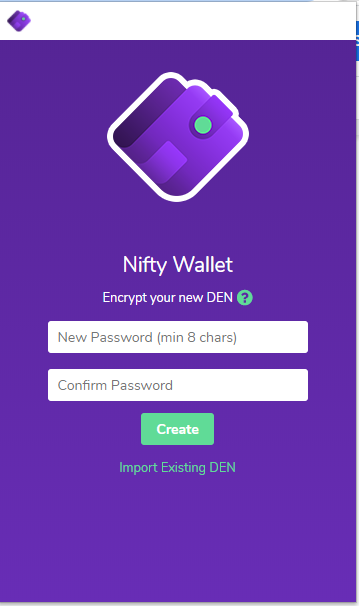 Nifty Wallet
Encrypt your new DEN ?
New Password (min 8 chars)
Confirm Password
Create
Import Existing DEN